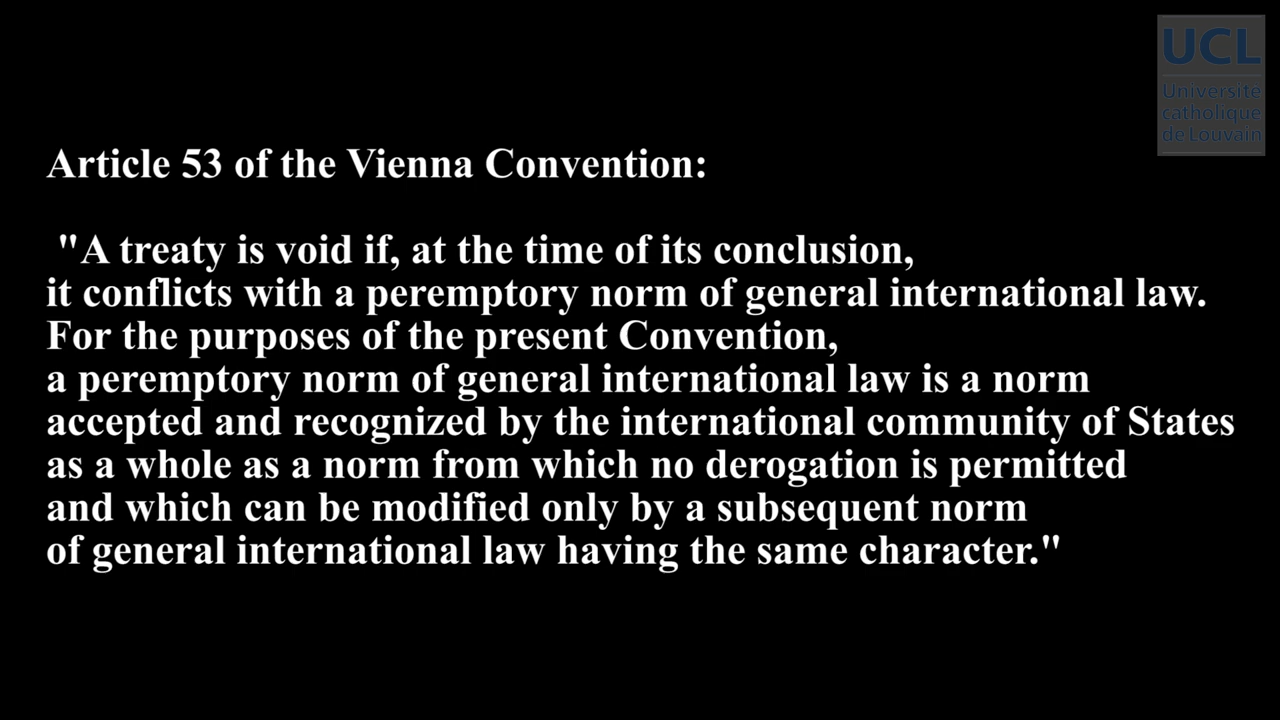 UCL
Université
catholique
de Louvain
Article 53 of the Vienna Convention:
"A treaty is void if, at the time of its conclusion,
it conflicts with a peremptory norm of general international law.
For the purposes of the present Convention,
a peremptory norm of general international law is a norm
accepted and recognized by the international community of States
as a whole as a norm from which no derogation is permitted
and which can be modified only by a subsequent norm
of general international law having the same character."